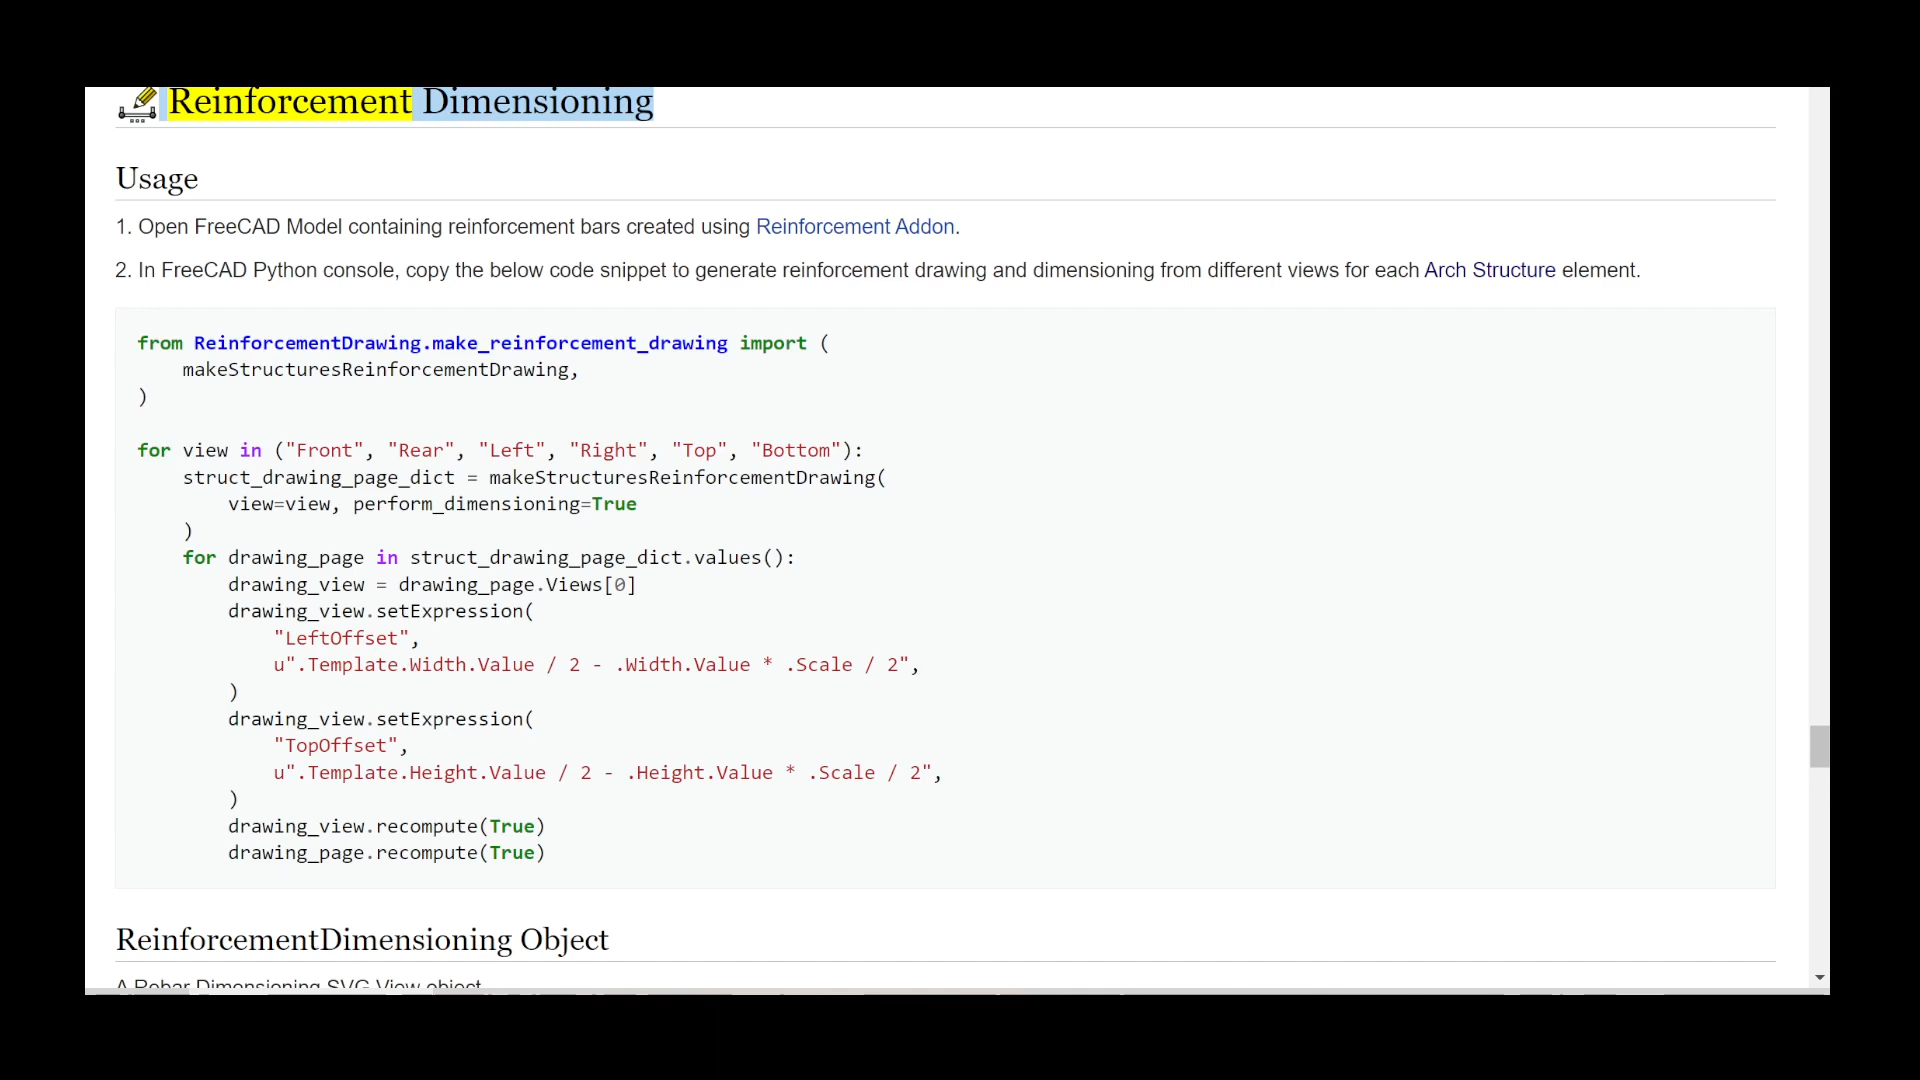 Reinforcement Dimensioning
Usage
1. Open FreeCAD Model containing reinforcement bars created using Reinforcement Addon.
2. In FreeCAD Python console, copy the below code snippet to generate reinforcement drawing and dimensioning from different views for each Arch Structure element.
from ReinforcementDrawing.make_reinforcement_drawing import (
    makeStructuresReinforcementDrawing,
)
for view in ("Front", "Rear", "Left", "Right", "Top", "Bottom"):
    struct_drawing_page_dict = makeStructuresReinforcementDrawing(
        view=view, perform_dimensioning=True
    )
    for drawing_page in struct_drawing_page_dict.values():
        drawing_view = drawing_page.Views[0]
        drawing_view.setExpression(
            "LeftOffset",
            u".Template.Width.Value / 2 - .Width.Value * .Scale / 2",
        )
        drawing_view.setExpression(
            "TopOffset",
            u".Template.Height.Value / 2 - .Height.Value * .Scale / 2",
        )
        drawing_view.recompute(True)
        drawing_page.recompute(True)
ReinforcementDimensioning Object
A Rebar Dimensioning SVG View object